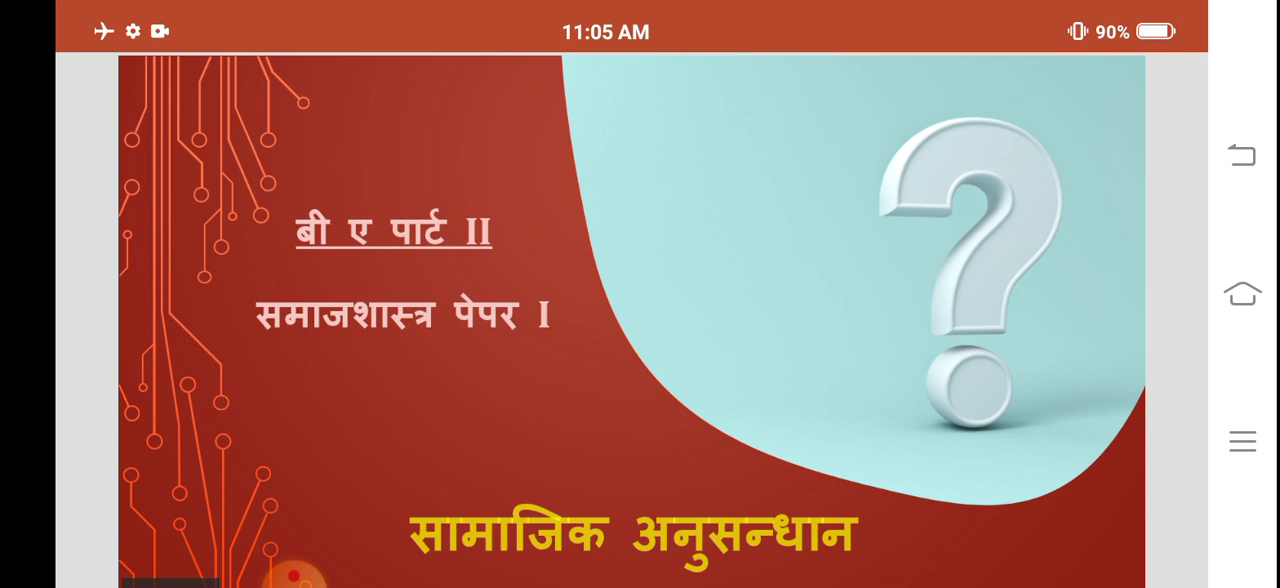 11:05 AM
90%
बी ए पार्ट II
समाजशास्त्र पेपर I
सामाजिक अनुसन्धान